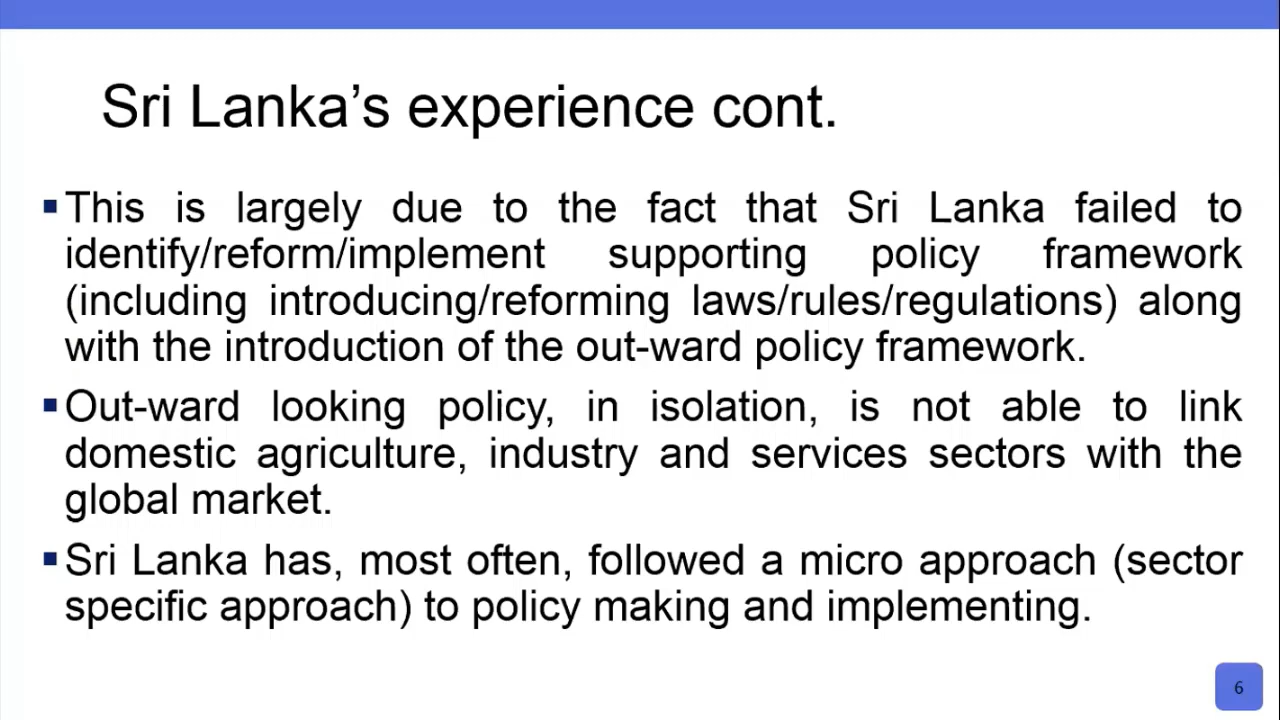 Sri Lanka’s experience cont.
▪This is largely due to the fact that Sri Lanka failed to
identify/reform/implement supporting policy framework
(including introducing/reforming laws/rules/regulations) along
with the introduction of the out-ward policy framework.
▪Out-ward looking policy, in isolation, is not able to link
domestic agriculture, industry and services sectors with the
global market.
▪Sri Lanka has, most often, followed a micro approach (sector
specific approach) to policy making and implementing.
6